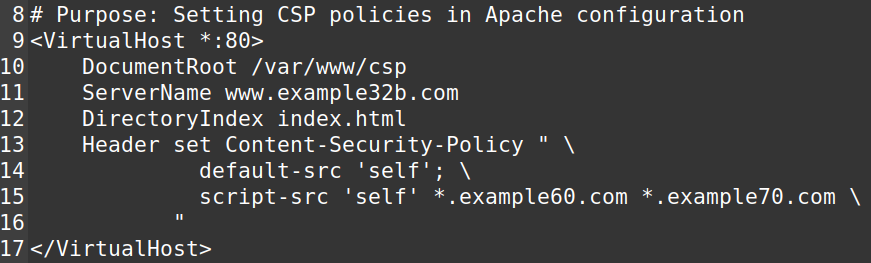 8 # Purpose: Setting CSP policies in Apache configuration
9 <VirtualHost *:80>
10     DocumentRoot /var/www/csp
11     ServerName www.example32b.com
12     DirectoryIndex index.html
13     Header set Content-Security-Policy " \
14              default-src 'self'; \
15              script-src 'self' *.example60.com *.example70.com \
16            "
17 </VirtualHost>